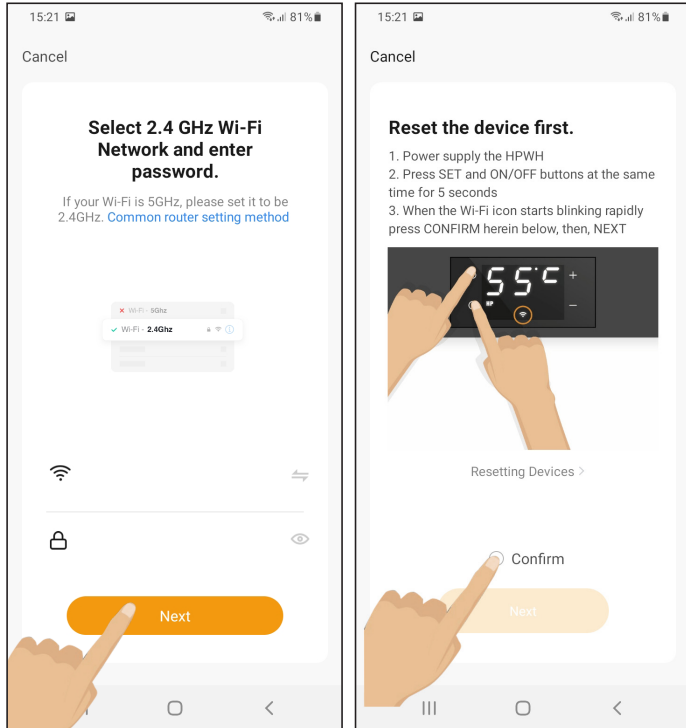 15:21
81%
Cancel
Select 2.4 GHz Wi-Fi
Network and enter
password.
If your Wi-Fi is 5GHz, please set it to be
2.4GHz. Common router setting method
Wi-Fi - 5Ghz
Wi-Fi - 2.4Ghz
Next
15:21
81%
Cancel
Reset the device first.
1. Power supply the HPWH
2. Press SET and ON/OFF buttons at the same
time for 5 seconds
3. When the Wi-Fi icon starts blinking rapidly
press CONFIRM herein below, then, NEXT
55°C +
HP −
Resetting Devices >
Confirm
Next